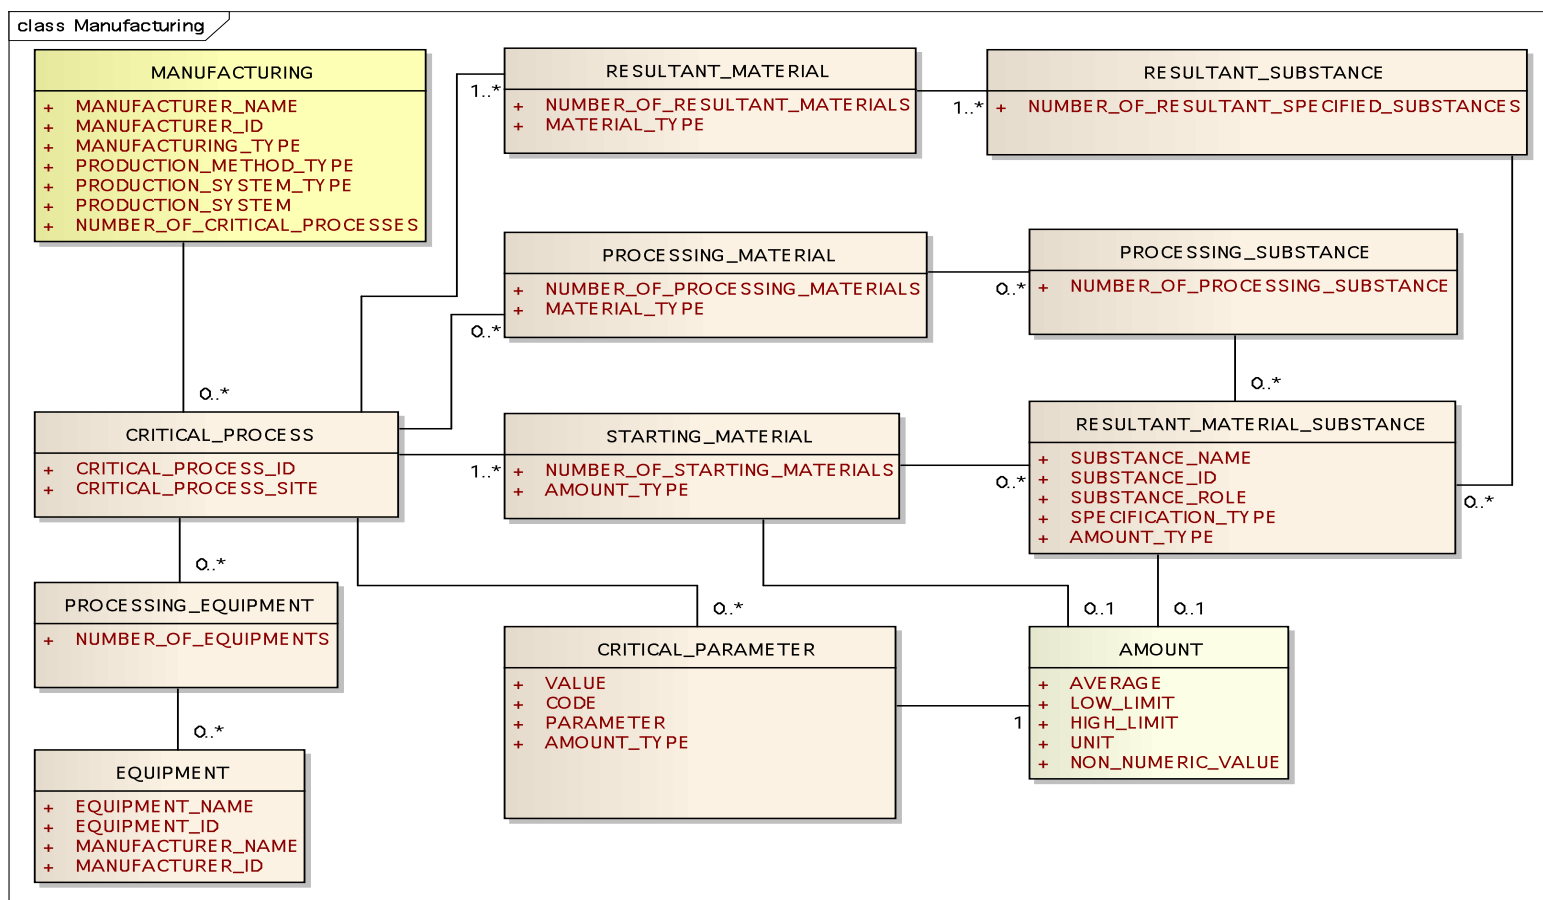 class Manufacturing
MANUFACTURING
+ MANUFACTURER_NAME
+ MANUFACTURER_ID
+ MANUFACTURING_TYPE
+ PRODUCTION_METHOD_TYPE
+ PRODUCTION_SYSTEM_TYPE
+ PRODUCTION_SYSTEM
+ NUMBER_OF_CRITICAL_PROCESSES
RESULTANT_MATERIAL
+ NUMBER_OF_RESULTANT_MATERIALS
+ MATERIAL_TYPE
1..*
RESULTANT_SUBSTANCE
+ NUMBER_OF_RESULTANT_SPECIFIED_SUBSTANCES
1..*
PROCESSING_MATERIAL
+ NUMBER_OF_PROCESSING_MATERIALS
+ MATERIAL_TYPE
0..*
PROCESSING_SUBSTANCE
+ NUMBER_OF_PROCESSING_SUBSTANCE
0..*
0..*
0..*
CRITICAL_PROCESS
+ CRITICAL_PROCESS_ID
+ CRITICAL_PROCESS_SITE
STARTING_MATERIAL
+ NUMBER_OF_STARTING_MATERIALS
+ AMOUNT_TYPE
1..*
RESULTANT_MATERIAL_SUBSTANCE
+ SUBSTANCE_NAME
+ SUBSTANCE_ID
+ SUBSTANCE_ROLE
+ SPECIFICATION_TYPE
+ AMOUNT_TYPE
0..*
0..*
0..*
PROCESSING_EQUIPMENT
+ NUMBER_OF_EQUIPMENTS
0..*
0..1
0..1
CRITICAL_PARAMETER
+ VALUE
+ CODE
+ PARAMETER
+ AMOUNT_TYPE
1
AMOUNT
+ AVERAGE
+ LOW_LIMIT
+ HIGH_LIMIT
+ UNIT
+ NON_NUMERIC_VALUE
0..*
EQUIPMENT
+ EQUIPMENT_NAME
+ EQUIPMENT_ID
+ MANUFACTURER_NAME
+ MANUFACTURER_ID